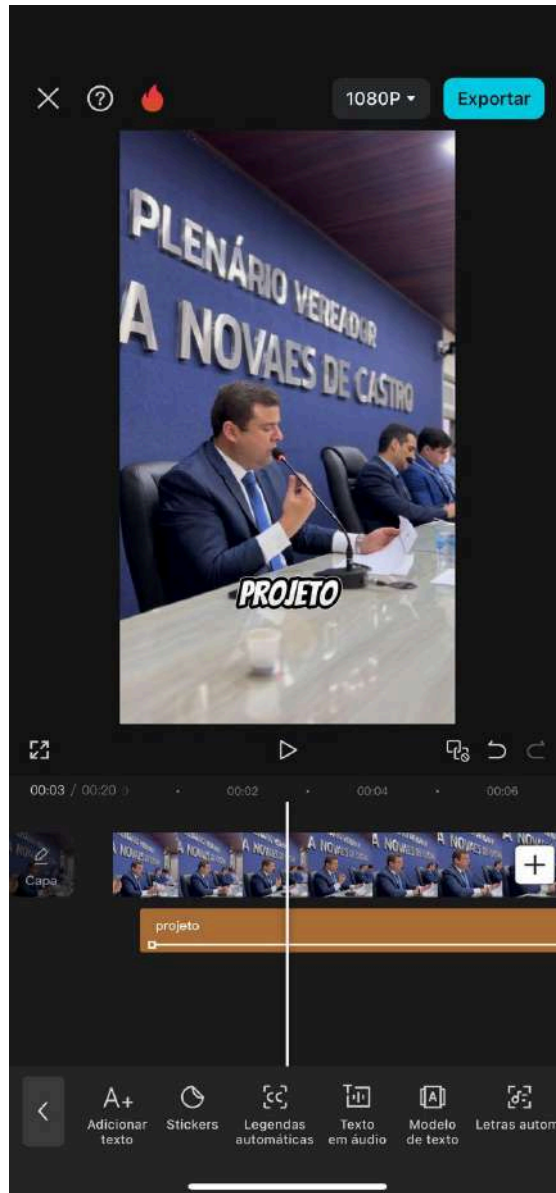 1080P
Exportar
PLENÁRIO VEREADOR
A NOVAES DE CASTRO
PROJETO
00:03 / 00:20
00:02
00:04
00:06
Capa
projeto
A+
Adicionar
texto
Stickers
Legendas
automáticas
Texto
em áudio
Modelo
de texto
Letras autom